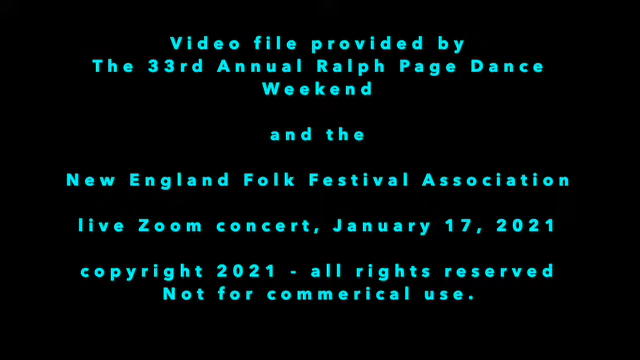 Video file provided by
The 33rd Annual Ralph Page Dance
Weekend
and the
New England Folk Festival Association
live Zoom concert, January 17, 2021
copyright 2021 - all rights reserved
Not for commerical use.